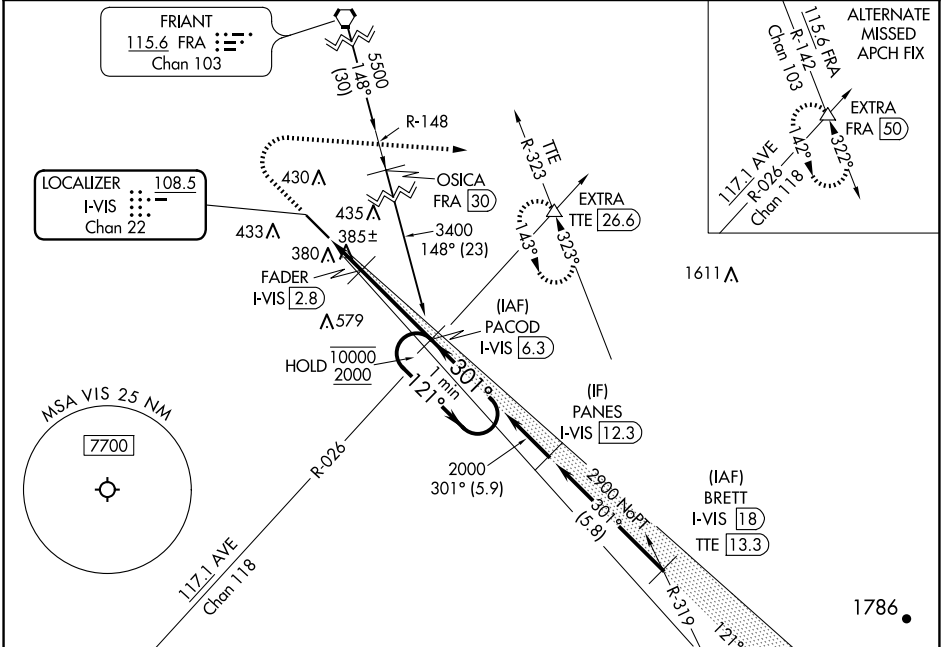 FRIANT
115.6 FRA
Chan 103
5500
148°
(30)
R-148
LOCALIZER 108.5
I-VIS
Chan 22
430
433
435
385±
380
FADER
I-VIS 2.8
579
OSICA
FRA 30
3400
148° (23)
TTE
R-323
EXTRA
TTE 26.6
143°
323°
ALTERNATE
MISSED
APCH FIX
115.6 FRA
R-142
Chan 103
EXTRA
FRA 50
142°
322°
117.1 AVE
R-026
Chan 118
1611
(IAF)
PACOD
I-VIS 6.3
HOLD 10000
2000
1 min
301°
121°
(IF)
PANES
I-VIS 12.3
2000
301° (5.9)
2900 NoPT
301°
(5.8)
(IAF)
BRETT
I-VIS 18
TTE 13.3
R-319
121°
1786
MSA VIS 25 NM
7700
R-026
117.1 AVE
Chan 118